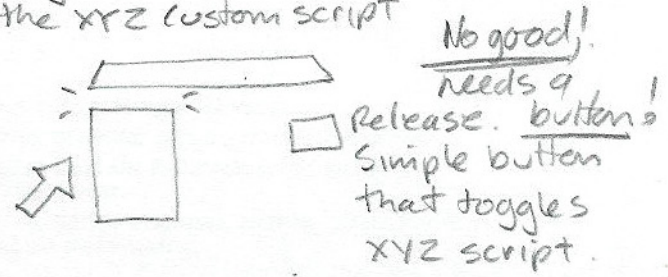 the XYZ Custom script
No good!
needs a
Release. button!
Simple button
that toggles
XYZ script.